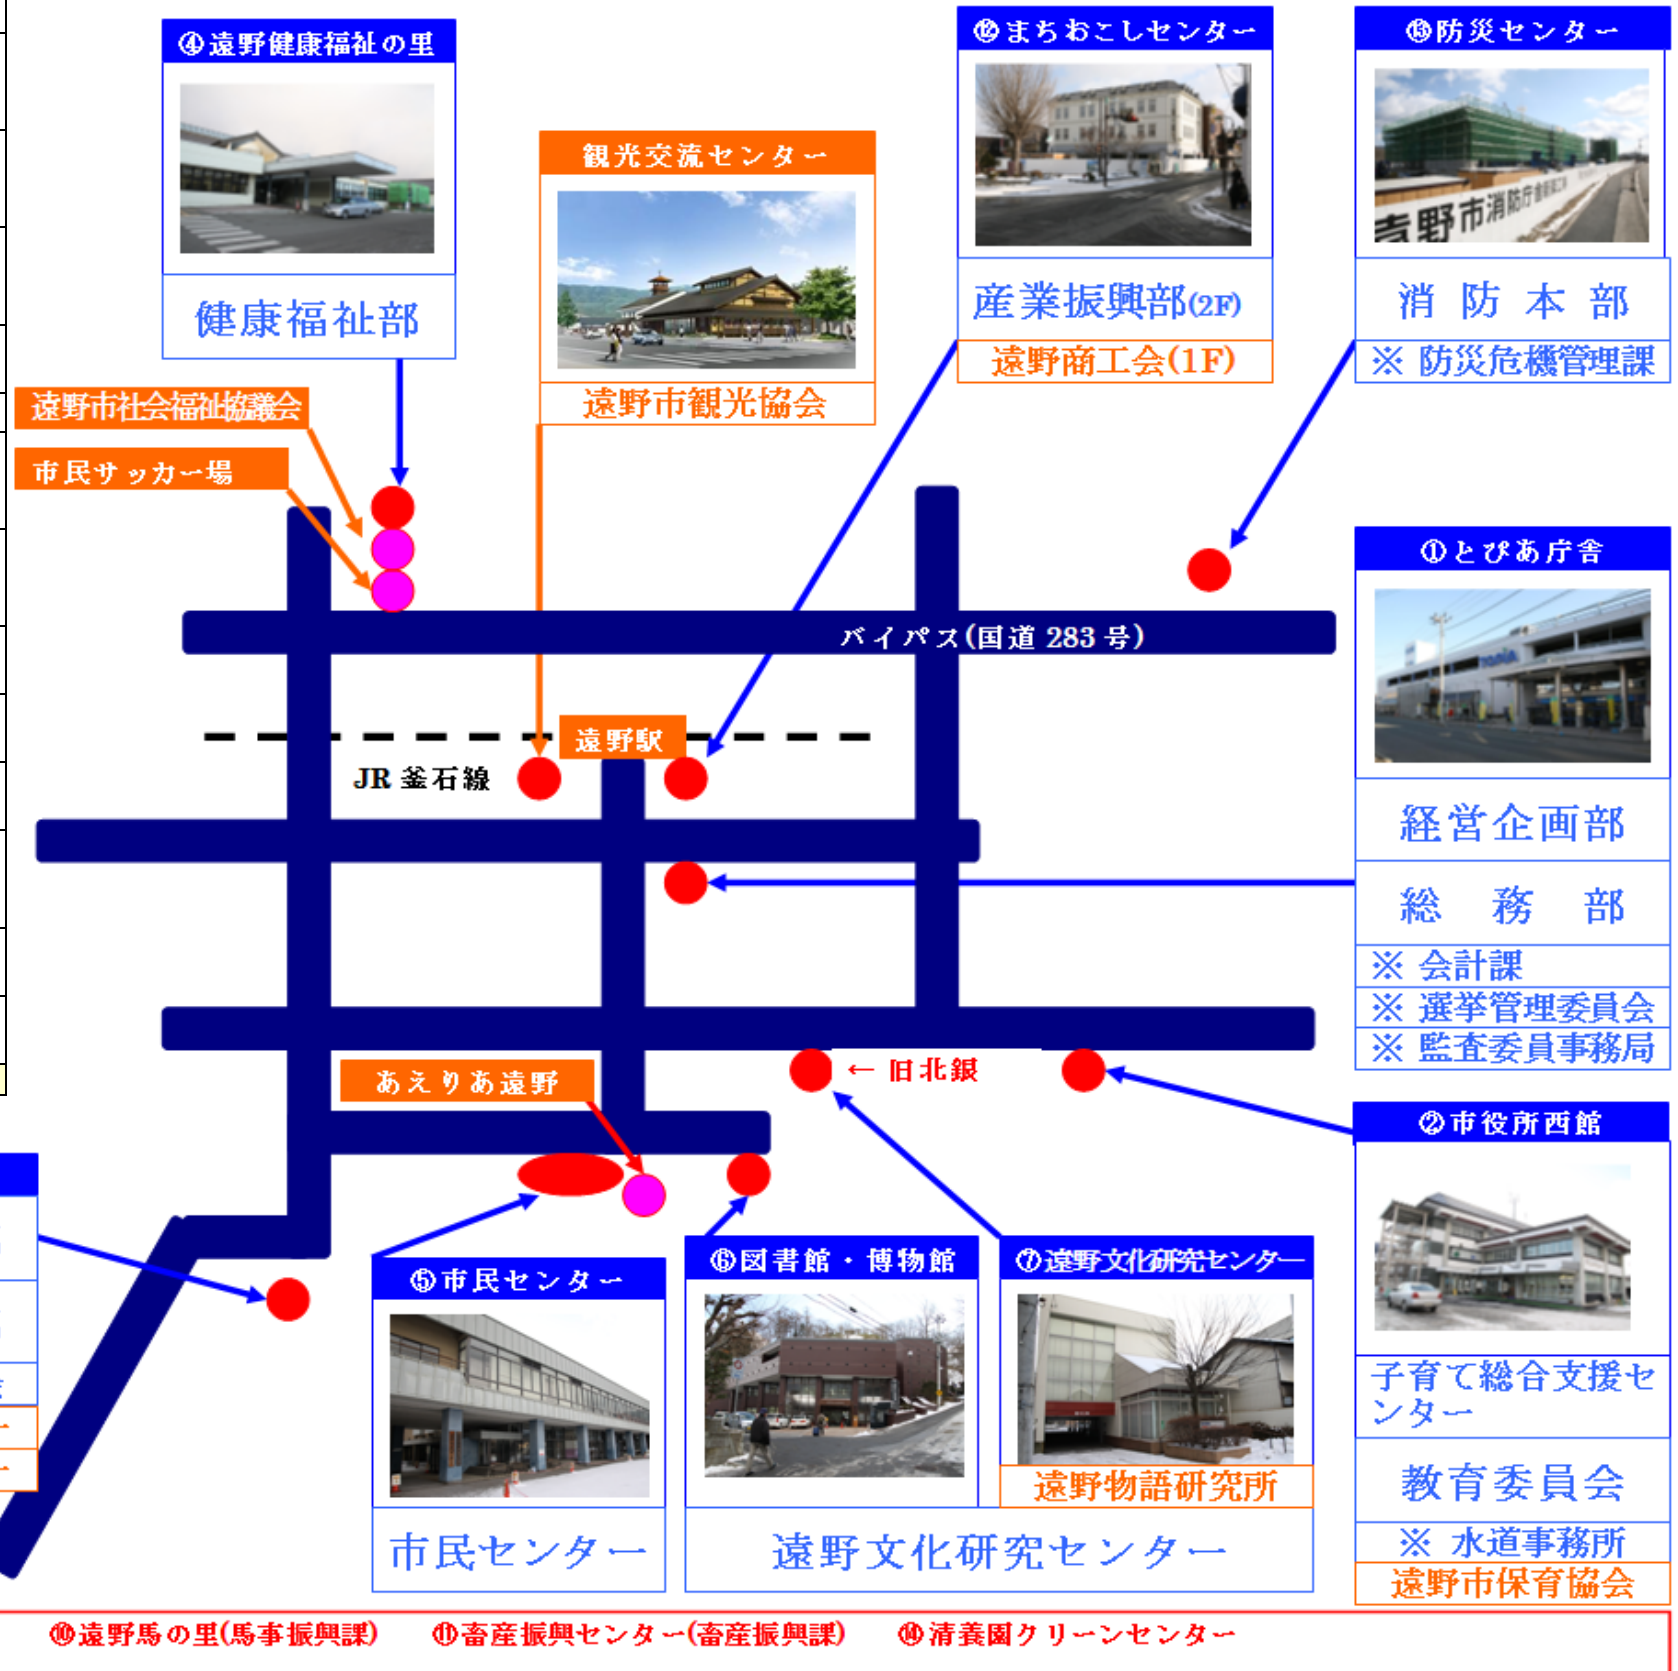 ④遠野健康福祉の里
健康福祉部
遠野市社会福祉協議会
市民サッカー場
観光交流センター
遠野市観光協会
⑫まちおこしセンター
産業振興部(2F)
遠野商工会(1F)
⑬防災センター
遠野市消防庁舎
消防本部
※ 防災危機管理課
バイパス(国道 283 号)
遠野駅
JR 釜石線
①とぴあ庁舎
topia
経営企画部
総務部
※ 会計課
※ 選挙管理委員会
※ 監査委員事務局
← 旧北銀
あえりあ遠野
②市役所西館
子育て総合支援セ
ンター
教育委員会
※ 水道事務所
遠野市保育協会
⑤市民センター
市民センター
⑥図書館・博物館
⑦遠野文化研究センター
遠野物語研究所
遠野文化研究センター
⑩遠野馬の里(馬事振興課) ⑪畜産振興センター(畜産振興課) ⑭清養園クリーンセンター